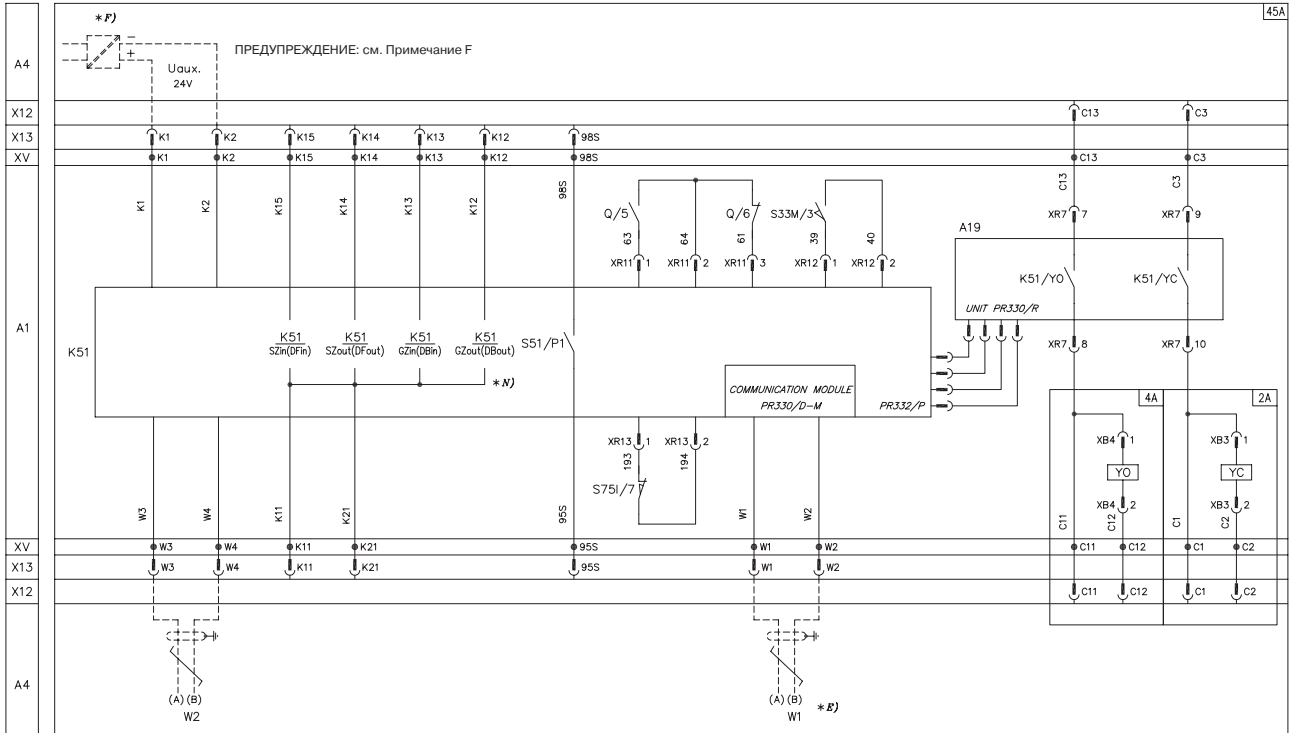 45A
*F)
−
+
ПРЕДУПРЕЖДЕНИЕ: см. Примечание F
A4
Uaux.
24V
X12
C13
C3
X13
K1
K2
K15
K14
K13
K12
98S
XV
K1
K2
K15
K14
K13
K12
98S
C13
C3
K1
K2
K15
K14
K13
K12
98S
C13
C3
Q/5
Q/6
S33M/3
63
64
61
39
40
XR7
7
XR7
9
A19
XR11
1
XR11
2
XR11
3
XR12
1
XR12
2
K51/YO
K51/YC
UNIT PR330/R
A1
K51
K51
SZin(DFin)
K51
SZout(DFout)
K51
GZin(DBin)
K51
GZout(DBout)
S51/P1
XR7
8
XR7
10
*N)
COMMUNICATION MODULE
PR330/D-M
PR332/P
4A
2A
XR13
1
XR13
2
193
194
S75I/7
XB4
1
XB3
1
YO
YC
XB4
2
XB3
2
W3
W4
K11
K21
95S
W1
W2
C11
C12
C1
C2
XV
W3
W4
K11
K21
95S
W1
W2
C11
C12
C1
C2
X13
W3
W4
K11
K21
95S
W1
W2
X12
C11
C12
C1
C2
A4
(A)
(B)
W2
(A)
(B)
W1
*E)